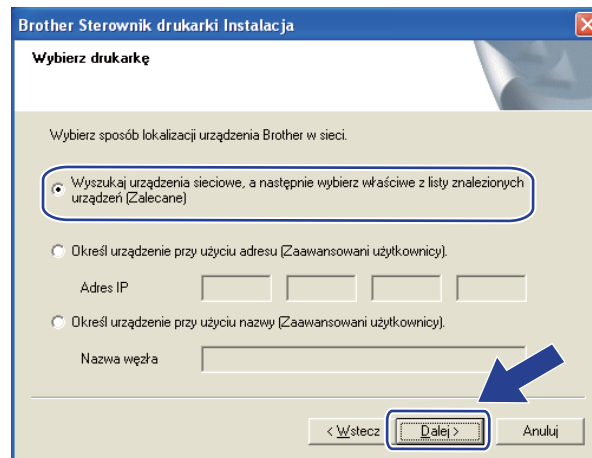 Brother Sterownik drukarki Instalacja
Wybierz drukarkę
Wybierz sposób lokalizacji urządzenia Brother w sieci.
Wyszukaj urządzenia sieciowe, a następnie wybierz właściwe z listy znalezionych
urządzeń (Zalecane)
Określ urządzenie przy użyciu adresu (Zaawansowani użytkownicy).
Adres IP
Określ urządzenie przy użyciu nazwy (Zaawansowani użytkownicy).
Nazwa węzła
< Wstecz Dalej > Anuluj